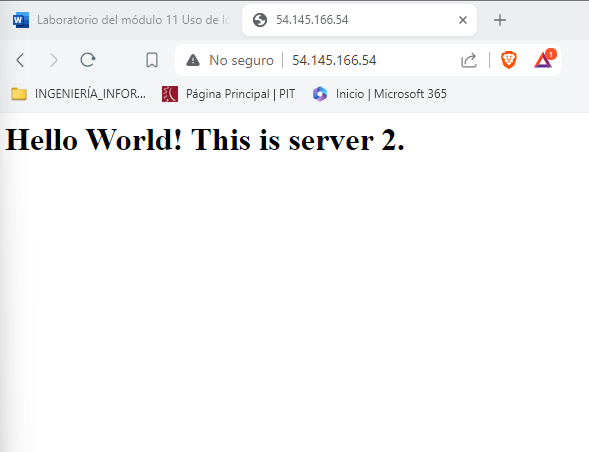 Laboratorio del módulo 11 Uso de
54.145.166.54
No seguro
54.145.166.54
1
INGENIERÍA_INFOR...
Página Principal | PIT
Inicio | Microsoft 365
Hello World! This is server 2.